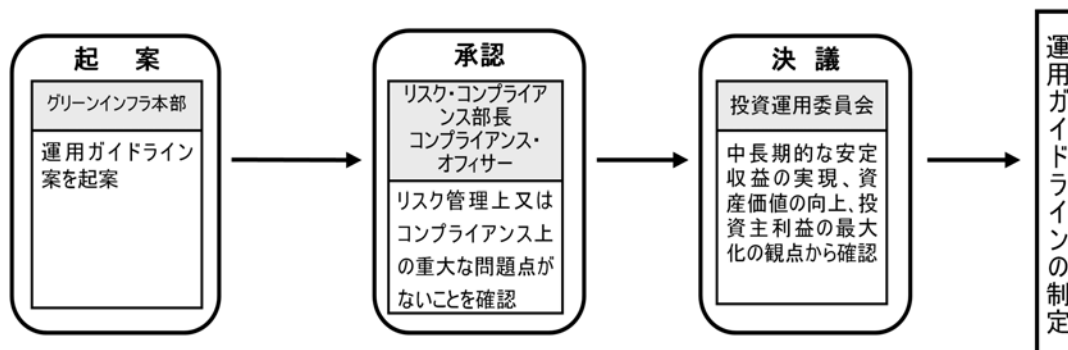 起 案
グリーンインフラ本部
運用ガイドライン
案を起案
承認
リスク・コンプライア
ンス部長
コンプライアンス・
オフィサー
リスク管理上又は
コンプライアンス上
の重大な問題点が
ないことを確認
決 議
投資運用委員会
中長期的な安定
収益の実現、資
産価値の向上、投
資主利益の最大
化の観点から確認
運用ガイドラインの制定